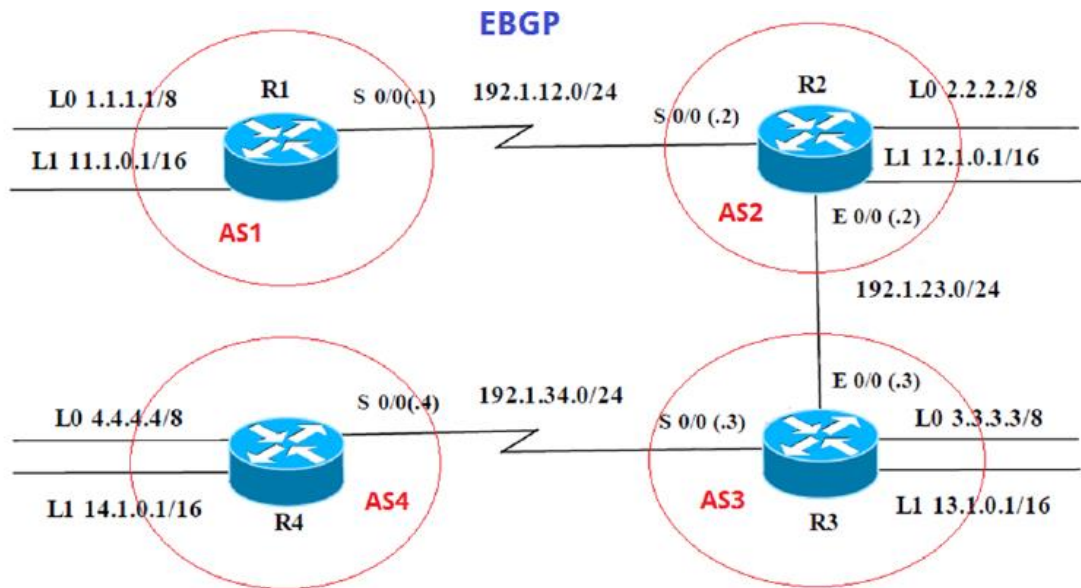 EBGP
L0 1.1.1.1/8
R1
S 0/0(.1)
192.1.12.0/24
R2
L0 2.2.2.2/8
S 0/0 (.2)
L1 11.1.0.1/16
L1 12.1.0.1/16
AS1
AS2
E 0/0 (.2)
192.1.23.0/24
L0 4.4.4.4/8
S 0/0(.4)
192.1.34.0/24
E 0/0 (.3)
S 0/0 (.3)
L0 3.3.3.3/8
L1 14.1.0.1/16
R4
AS4
AS3
R3
L1 13.1.0.1/16